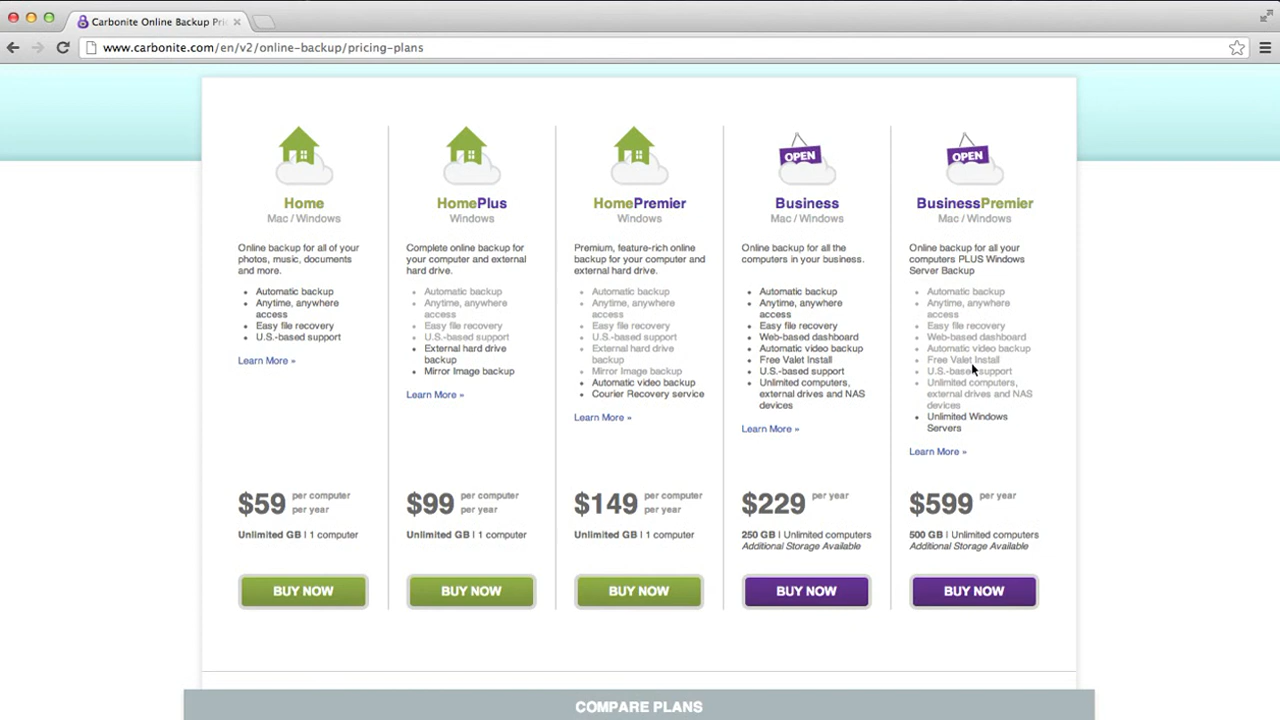 Carbonite Online Backup Pri
www.carbonite.com/en/v2/online-backup/pricing-plans
Home
Mac / Windows
Online backup for all of your
photos, music, documents
and more.
Automatic backup
Anytime, anywhere
access
Easy file recovery
U.S.-based support
Learn More »
$59 per computer
per year
Unlimited GB | 1 computer
BUY NOW
HomePlus
Windows
Complete online backup for
your computer and external
hard drive.
Automatic backup
Anytime, anywhere
access
Easy file recovery
U.S.-based support
External hard drive
backup
Mirror Image backup
Learn More »
$99 per computer
per year
Unlimited GB | 1 computer
BUY NOW
HomePremier
Windows
Premium, feature-rich online
backup for your computer and
external hard drive.
Automatic backup
Anytime, anywhere
access
Easy file recovery
U.S.-based support
External hard drive
backup
Mirror Image backup
Automatic video backup
Courier Recovery service
Learn More »
$149 per computer
per year
Unlimited GB | 1 computer
BUY NOW
OPEN
Business
Mac / Windows
Online backup for all the
computers in your business.
Automatic backup
Anytime, anywhere
access
Easy file recovery
Web-based dashboard
Automatic video backup
Free Valet Install
U.S.-based support
Unlimited computers,
external drives and NAS
devices
Learn More »
$229 per year
250 GB | Unlimited computers
Additional Storage Available
BUY NOW
OPEN
BusinessPremier
Mac / Windows
Online backup for all your
computers PLUS Windows
Server Backup
Automatic backup
Anytime, anywhere
access
Easy file recovery
Web-based dashboard
Automatic video backup
Free Valet Install
U.S.-based support
Unlimited computers,
external drives and NAS
devices
Unlimited Windows
Servers
Learn More »
$599 per year
500 GB | Unlimited computers
Additional Storage Available
BUY NOW
COMPARE PLANS